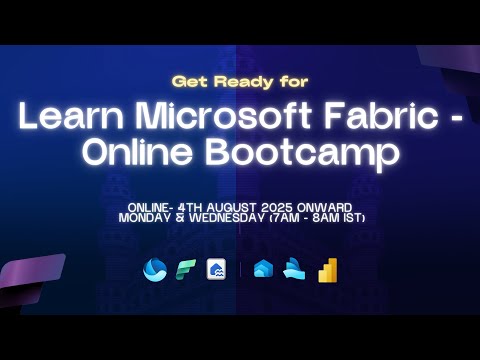 Get Ready for
Learn Microsoft Fabric -
Online Bootcamp
ONLINE- 4TH AUGUST 2025 ONWARD
MONDAY & WEDNESDAY (7AM - 8AM IST)